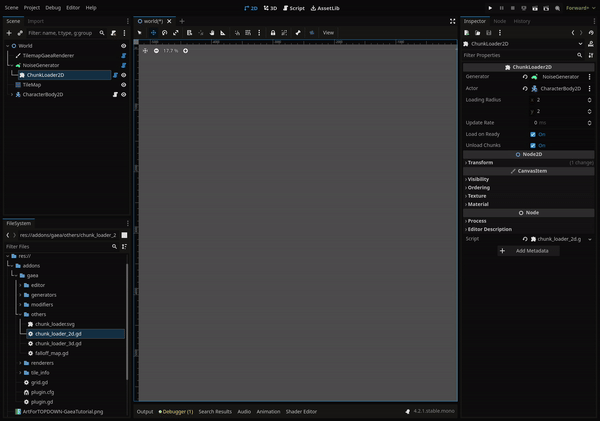 Scene Project Debug Editor Help
2D 3D Script AssetLib
Forward+
Scene Import
Filter: name, t:type, g:group
World
TilemapGaeaRenderer
NoiseGenerator
ChunkLoader2D
TileMap
CharacterBody2D
FileSystem
res://addons/gaea/others/chunk_loader_2
Filter Files
res://
addons
gaea
editor
generators
modifiers
others
chunk_loader.svg
chunk_loader_2d.gd
chunk_loader_3d.gd
falloff_map.gd
renderers
tile_info
grid.gd
plugin.cfg
plugin.gd
ArtForTOPDOWN-GaeaTutorial.png
world(*)
View
17.7 %
Output Debugger (1) Search Results Audio Animation Shader Editor
4.2.1.stable.mono
Inspector Node History
ChunkLoader2D
Filter Properties
ChunkLoader2D
Generator NoiseGenerator
Actor CharacterBody2D
Loading Radius x 2
y 2
Update Rate 0 ms
Load on Ready On
Unload Chunks On
Node2D
Transform (1 change)
CanvasItem
Visibility
Ordering
Texture
Material
Node
Process
Editor Description
Script chunk_loader_2d.g
Add Metadata